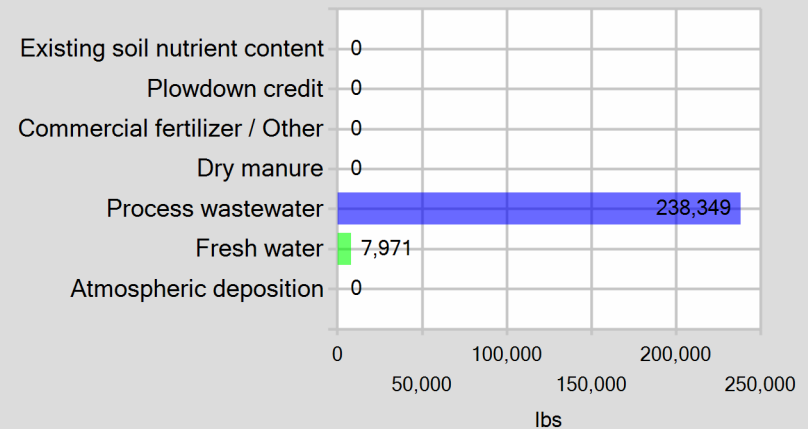 Existing soil nutrient content 0
Plowdown credit 0
Commercial fertilizer / Other 0
Dry manure 0
Process wastewater 238,349
Fresh water 7,971
Atmospheric deposition 0
0 100,000 200,000
50,000 150,000 250,000
lbs